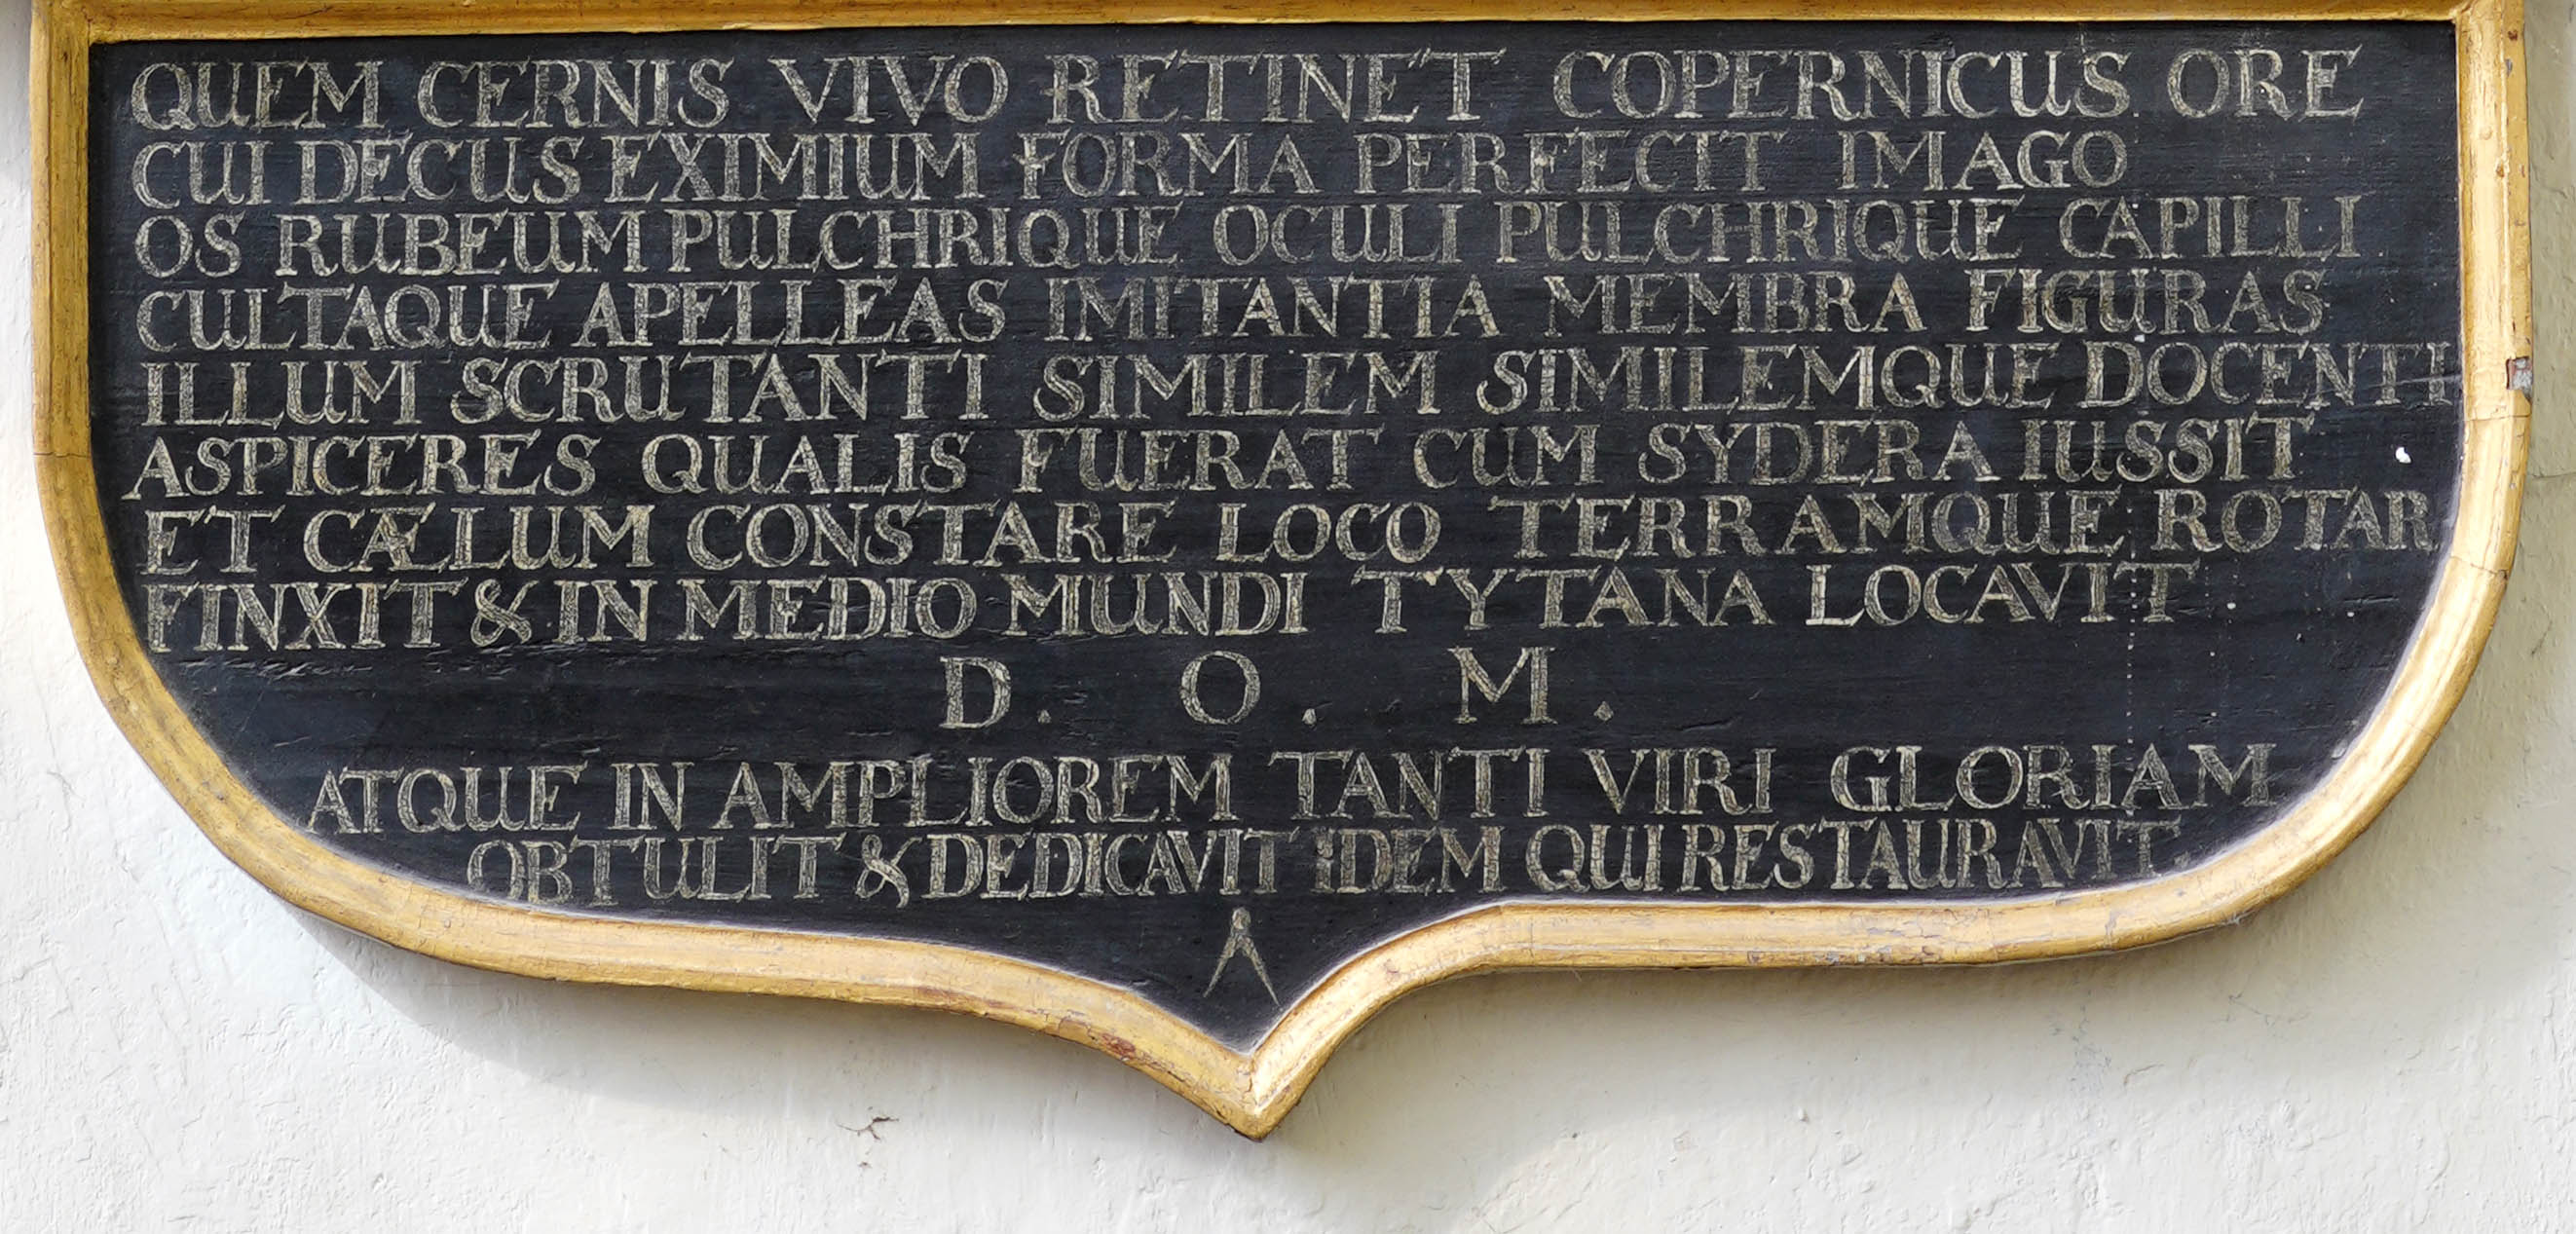 QUEM CERNIS VIVO RETINET COPERNICUS ORE
CUI DECUS EXIMIUM FORMA PERFECIT IMAGO
OS RUBEUM PULCHRIQUE OCULI PULCHRIQUE CAPILLI
CULTAQUE APELLEAS IMITANTIA MEMBRA FIGURAS
ILLUM SCRUTANTI SIMILEM SIMILEMQUE DOCENTI
ASPICERES QUALIS FUERAT CUM SYDERA IUSSIT
ET CÆLUM CONSTARE LOCO TERRAMQUE ROTAR
FINXIT & IN MEDIO MUNDI TYTANA LOCAVIT
D. O. M.
ATQUE IN AMPLIOREM TANTI VIRI GLORIAM
OBTULIT & DEDICAVIT IDEM QUI RESTAURAVIT.